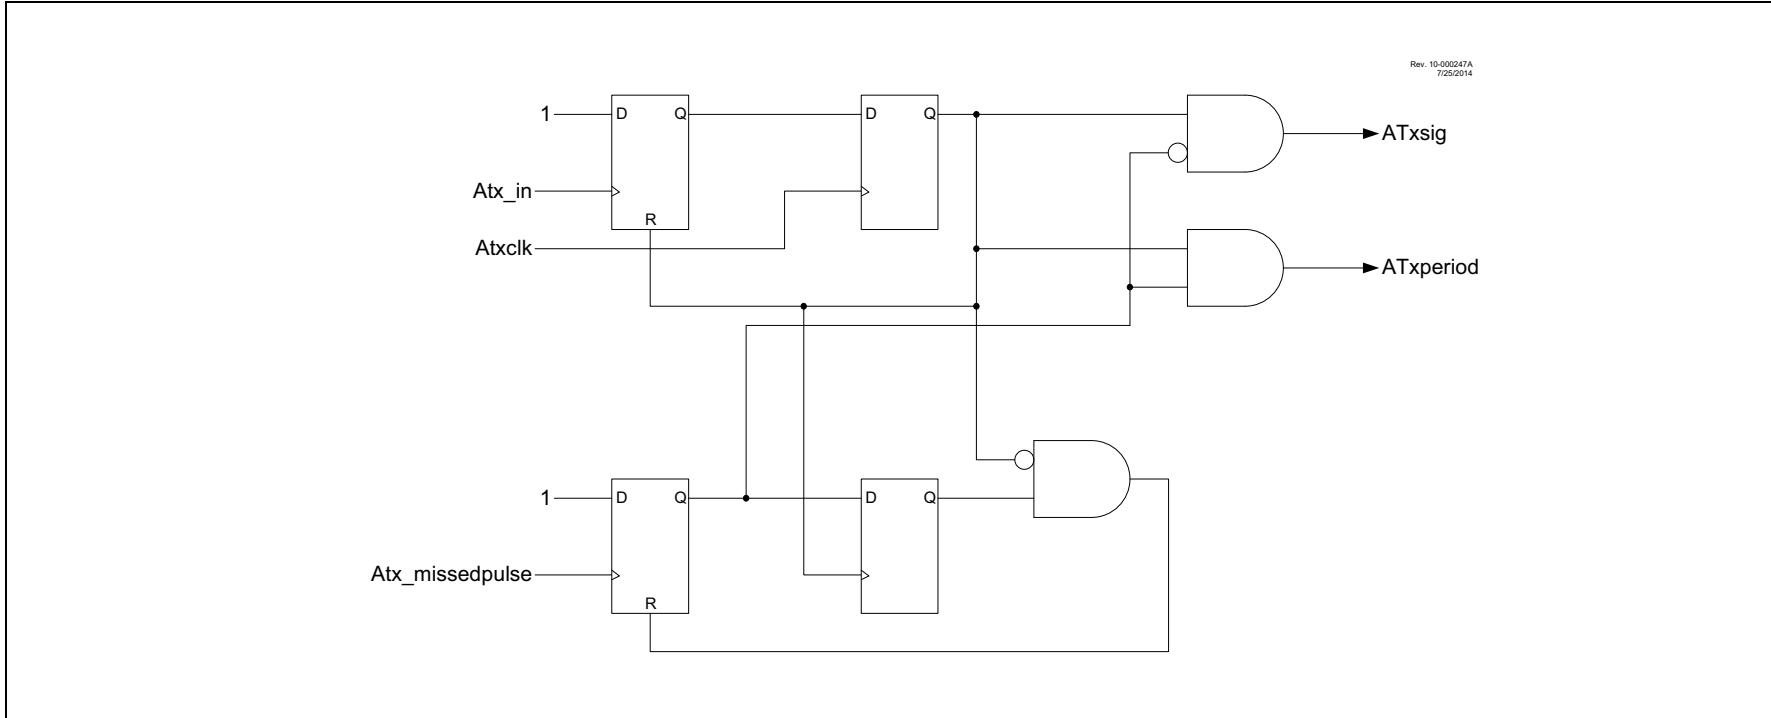 Rev. 10-000247A
7/25/2014
1
D
Q
D
Q
ATxsig
Atx_in
R
Atxclk
ATxperiod
1
D
Q
D
Q
Atx_missedpulse
R